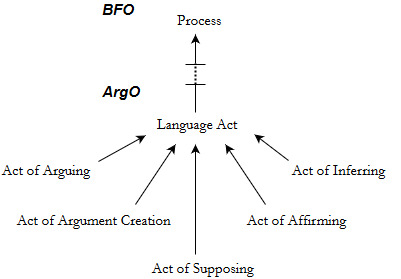 BFO
Process
ArgO
Language Act
Act of Arguing
Act of Inferring
Act of Argument Creation
Act of Affirming
Act of Supposing